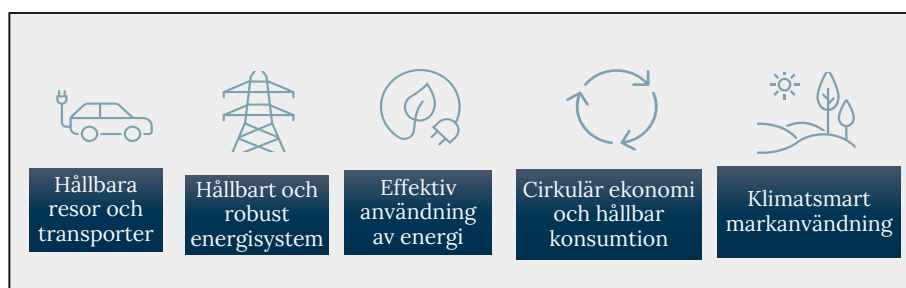 Hållbara
resor och
transporter
Hållbart och
robust
energisystem
Effektiv
användning
av energi
Cirkulär ekonomi
och hållbar
konsumtion
Klimatsmart
markanvändning